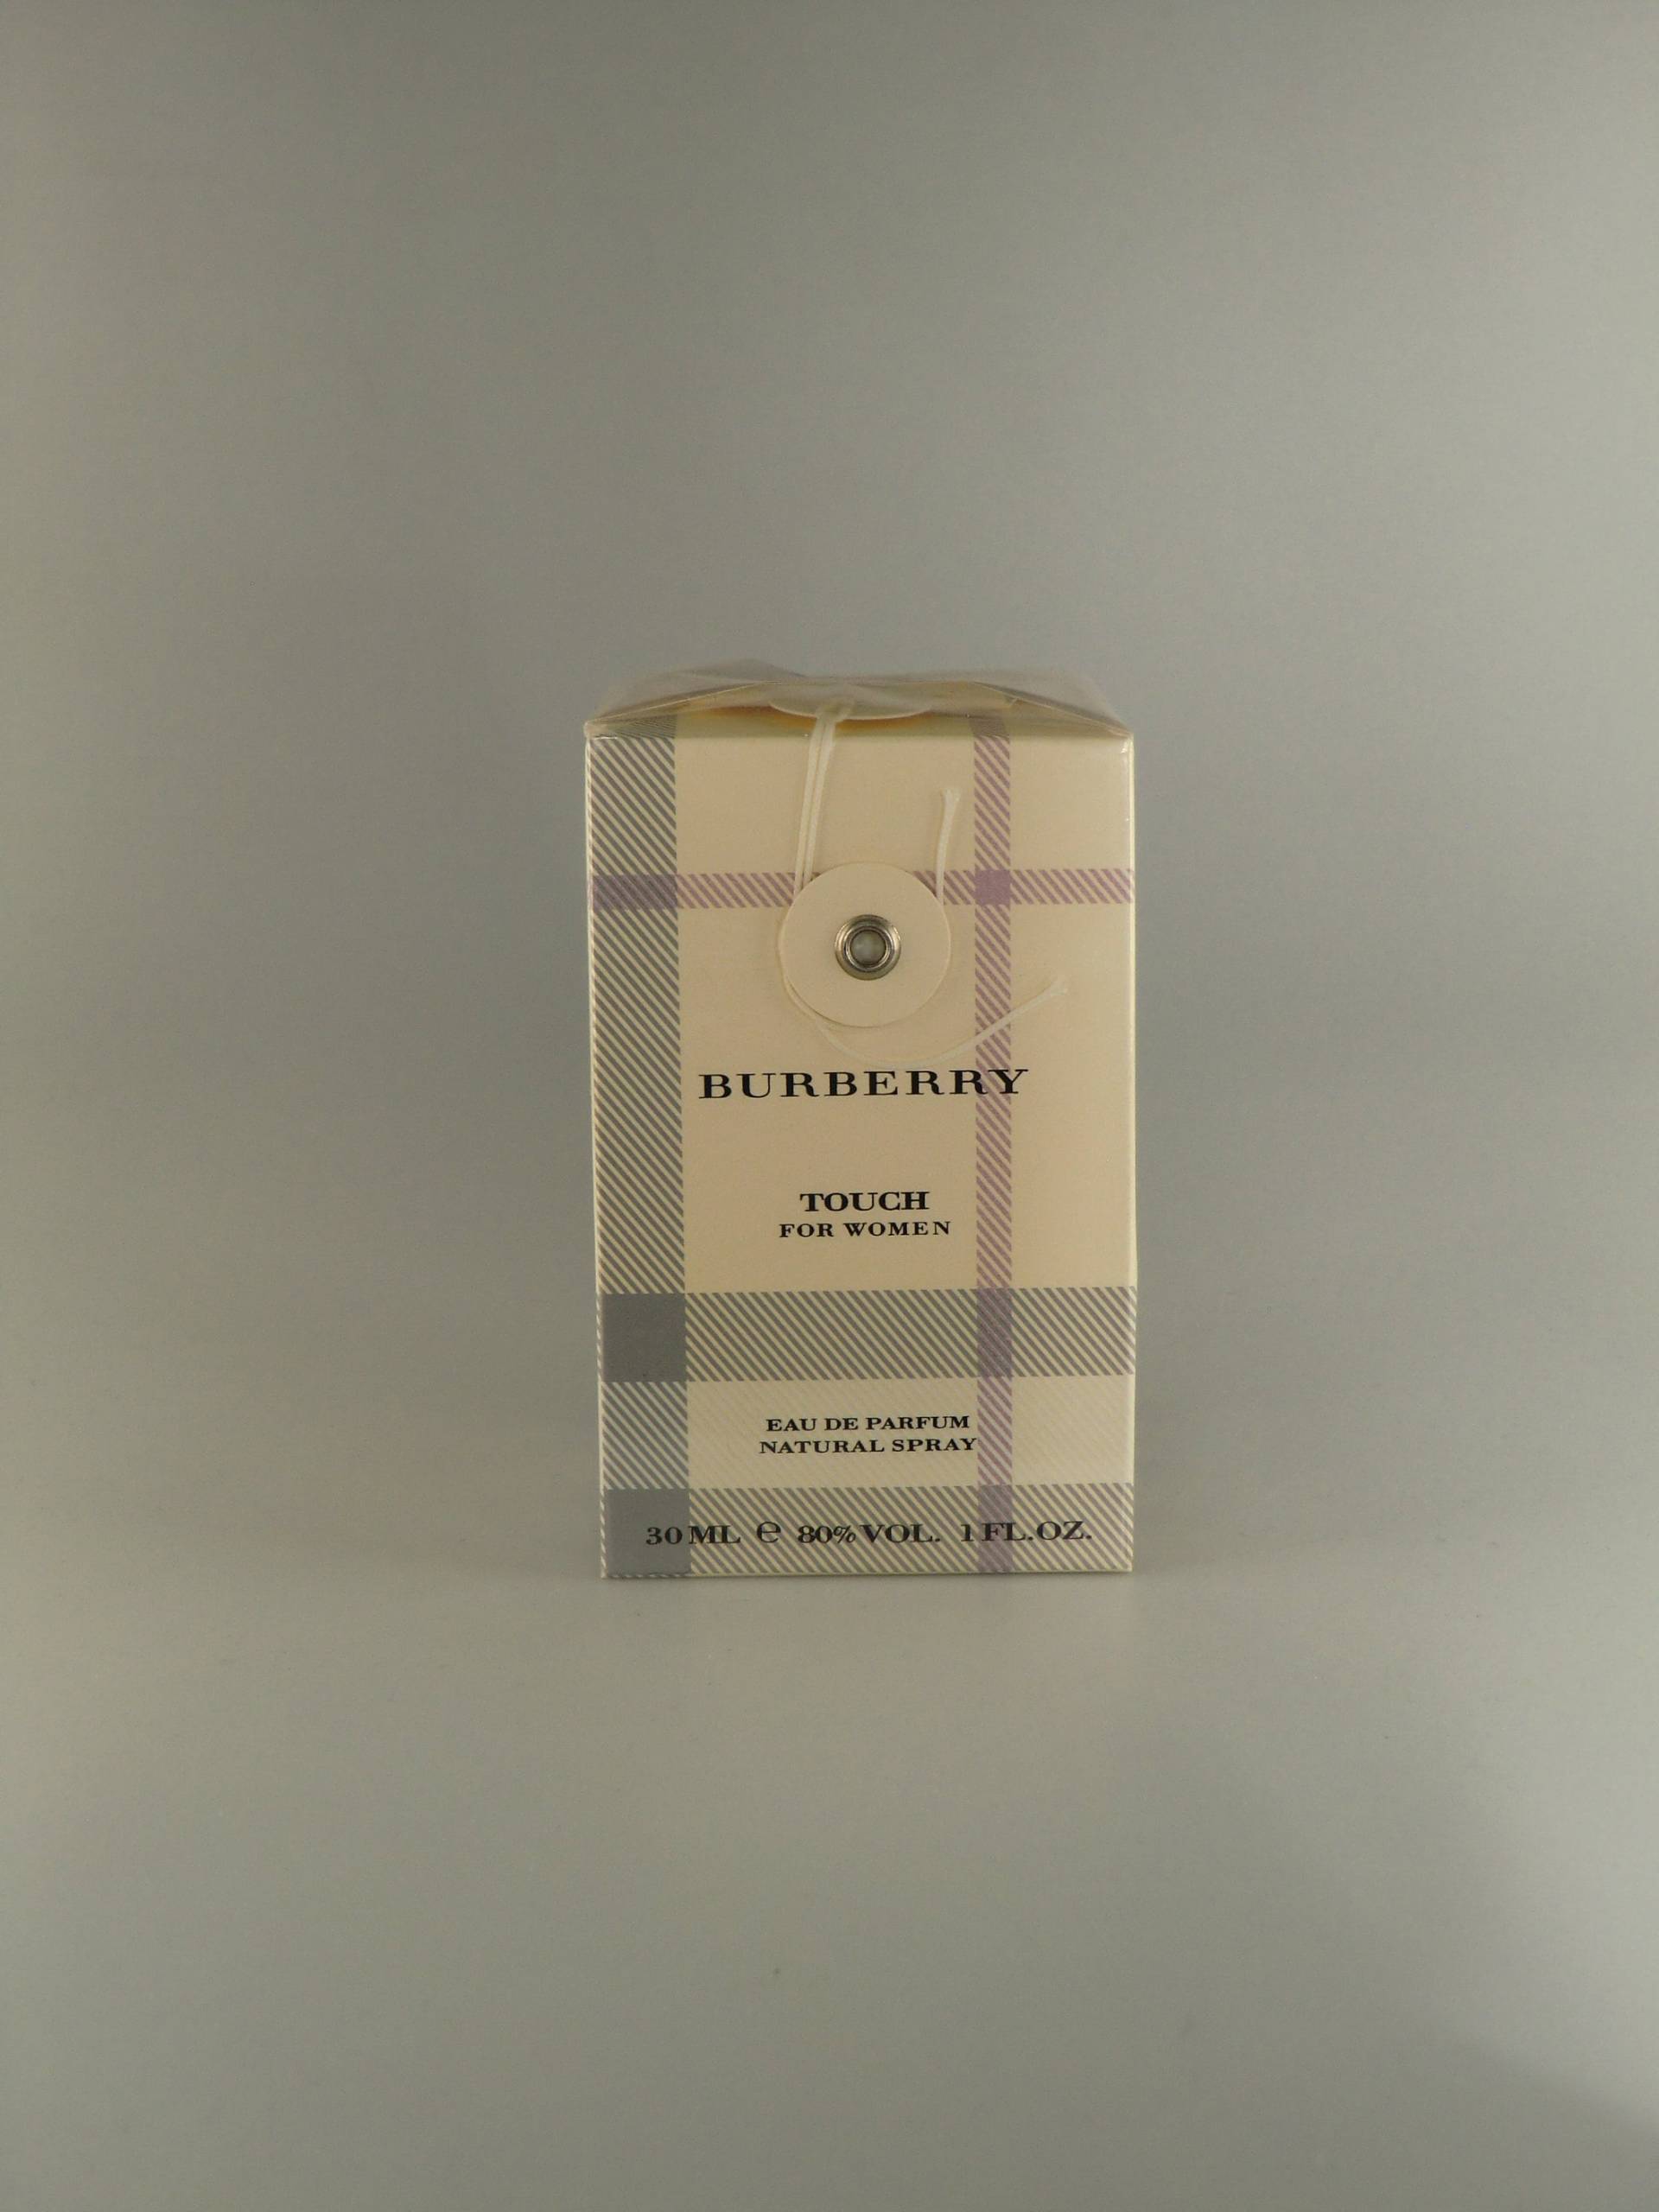 BURBERRY
TOUCH
FOR WOMEN
EAU DE PARFUM
NATURAL SPRAY
30 ML ℮ 80% VOL. 1 FL.OZ.